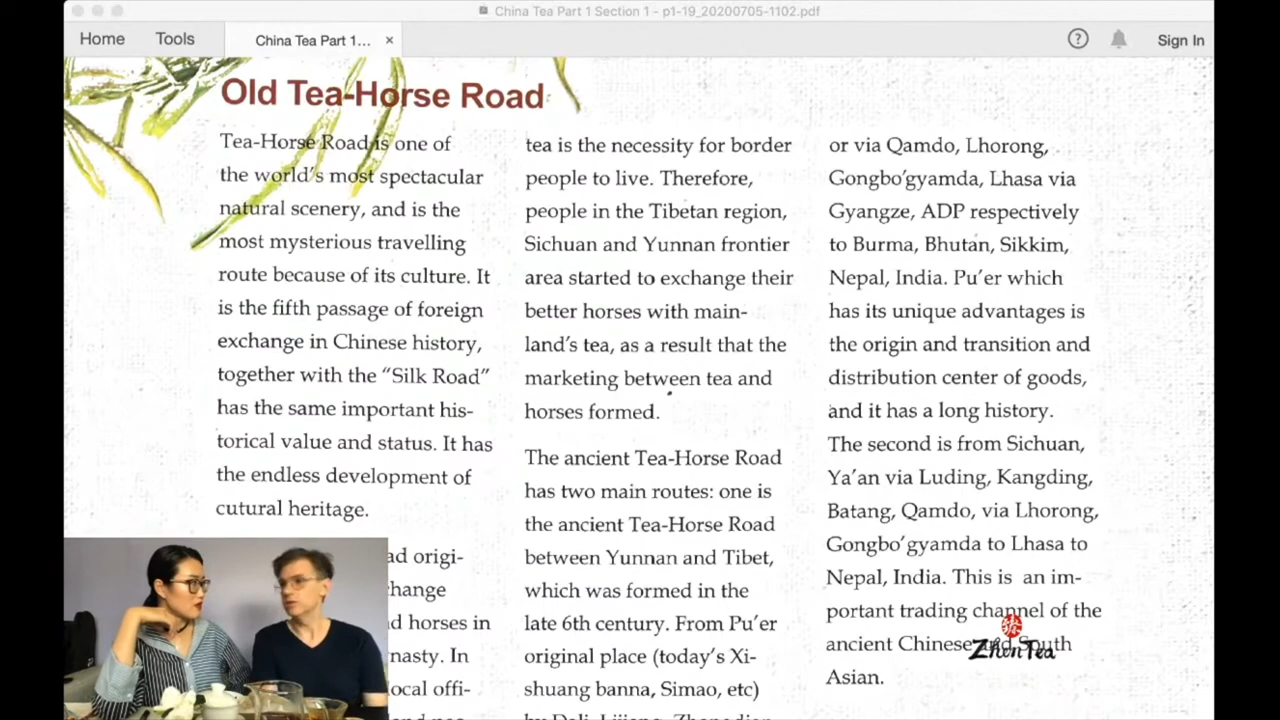 China Tea Part 1 Section 1 - p1-19_20200705-1102.pdf
Home
Tools
China Tea Part 1...
×
?
Sign In
Old Tea-Horse Road
Tea-Horse Road is one of
the world's most spectacular
natural scenery, and is the
most mysterious travelling
route because of its culture. It
is the fifth passage of foreign
exchange in Chinese history,
together with the “Silk Road”
has the same important his-
torical value and status. It has
the endless development of
cutural heritage.
ad origi-
change
d horses in
nasty. In
ocal offi-
tea is the necessity for border
people to live. Therefore,
people in the Tibetan region,
Sichuan and Yunnan frontier
area started to exchange their
better horses with main-
land's tea, as a result that the
marketing between tea and
horses formed.
The ancient Tea-Horse Road
has two main routes: one is
the ancient Tea-Horse Road
between Yunnan and Tibet,
which was formed in the
late 6th century. From Pu'er
original place (today's Xi-
shuang banna, Simao, etc)
or via Qamdo, Lhorong,
Gongbo'gyamda, Lhasa via
Gyangze, ADP respectively
to Burma, Bhutan, Sikkim,
Nepal, India. Pu'er which
has its unique advantages is
the origin and transition and
distribution center of goods,
and it has a long history.
The second is from Sichuan,
Ya'an via Luding, Kangding,
Batang, Qamdo, via Lhorong,
Gongbo'gyamda to Lhasa to
Nepal, India. This is an im-
portant trading channel of the
ancient Chinese and South
Asian.
ZhenTea